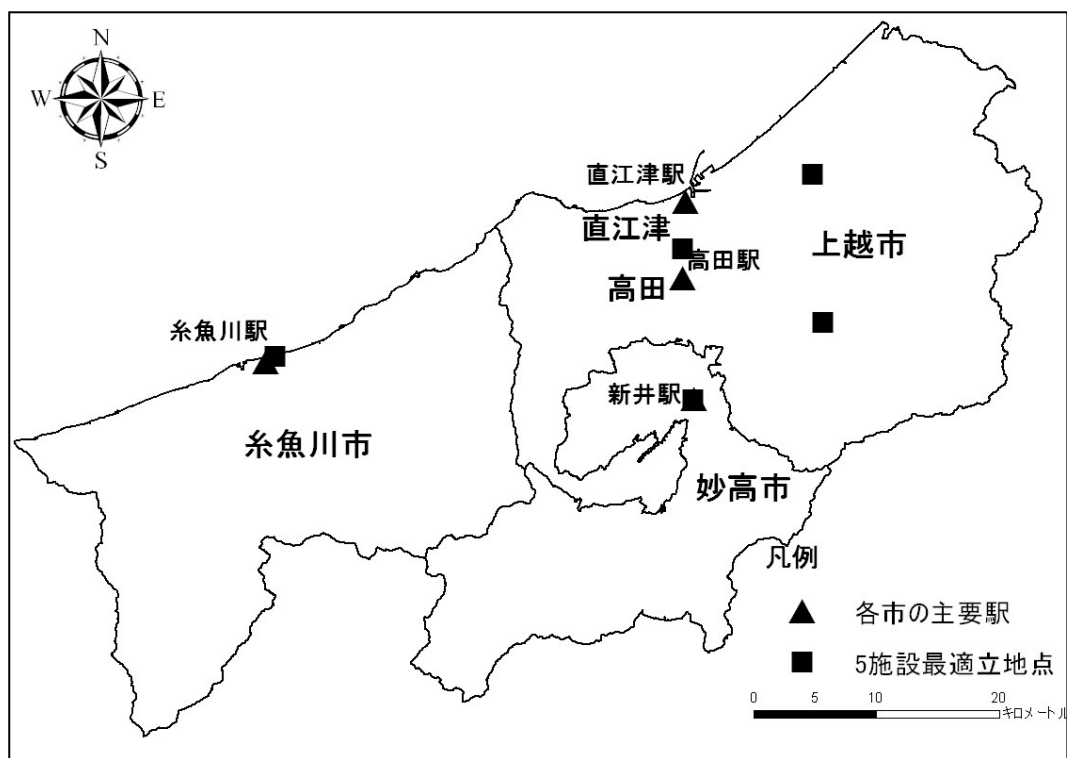 N
W E
S
直江津駅
直江津
高田駅
高田
上越市
糸魚川駅
新井駅
糸魚川市
妙高市
凡例
各市の主要駅
5施設最適立地点
0 5 10 20
キロメートル